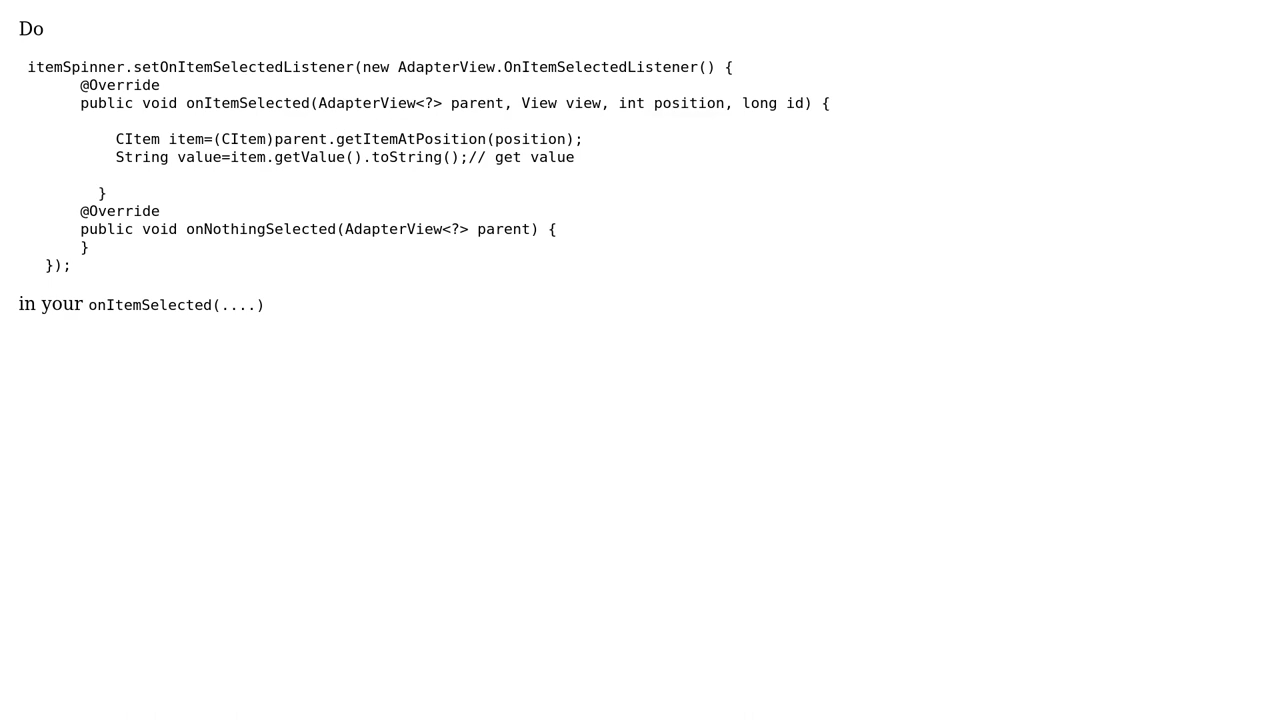 Do
itemSpinner.setOnItemSelectedListener(new AdapterView.OnItemSelectedListener() {
@Override
public void onItemSelected(AdapterView<?> parent, View view, int position, long id) {
CItem item=(CItem)parent.getItemAtPosition(position);
String value=item.getValue().toString();// get value
}
@Override
public void onNothingSelected(AdapterView<?> parent) {
}
});
in your onItemSelected(....)